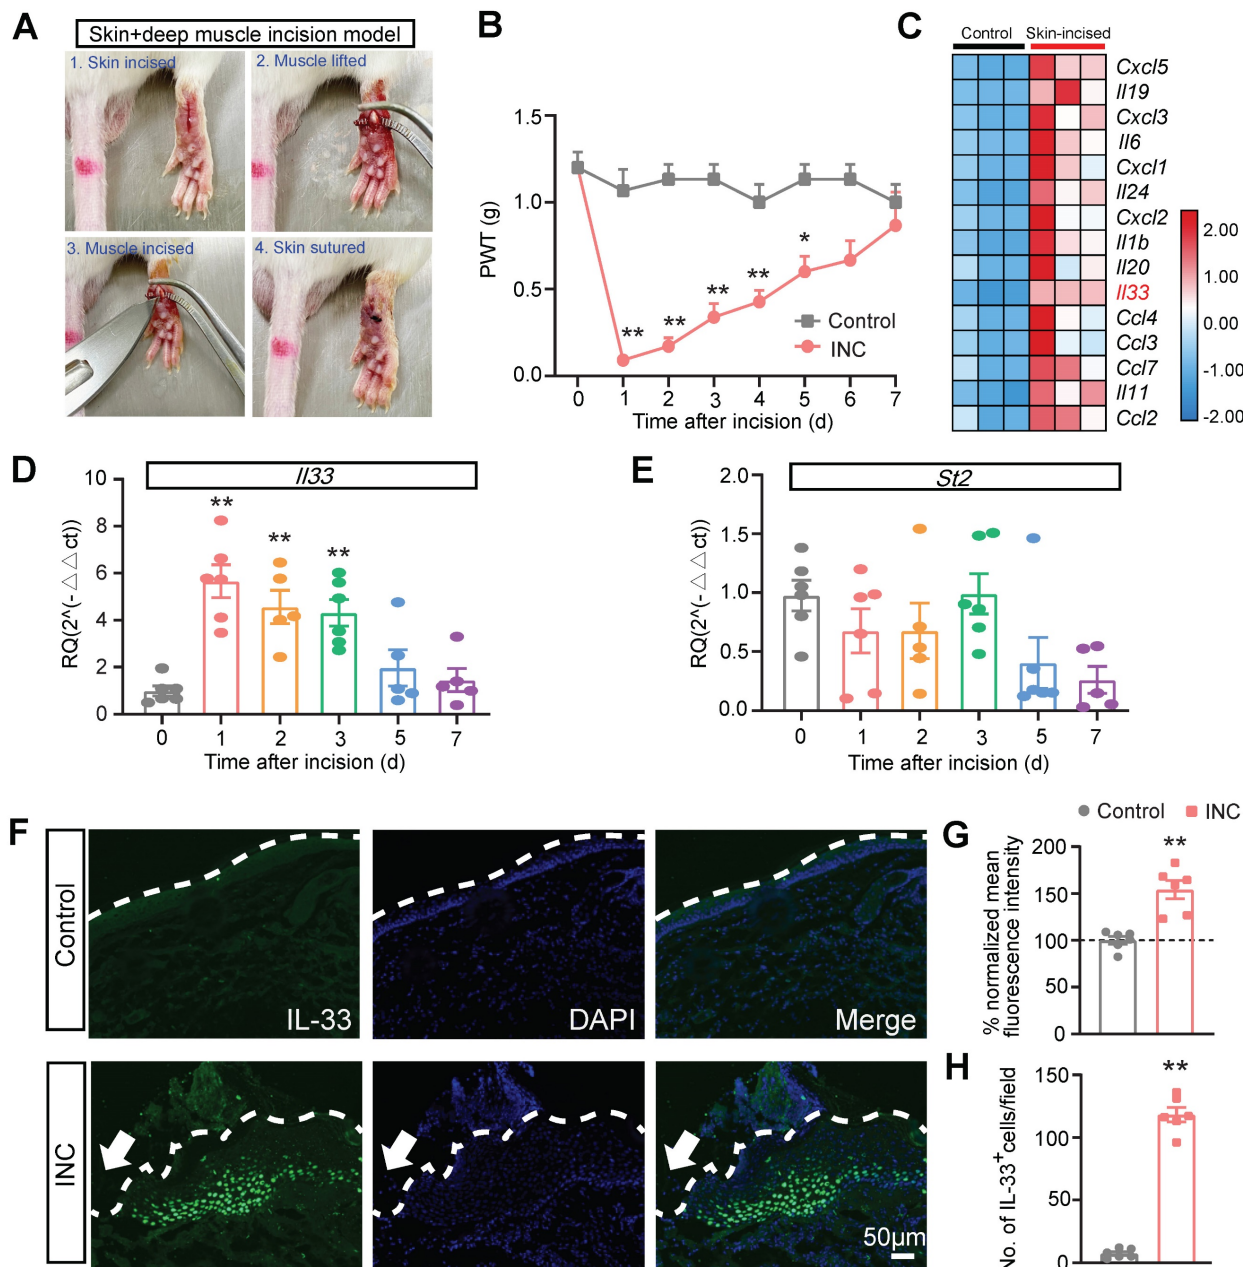 A
Skin+deep muscle incision model
1. Skin incised
2. Muscle lifted
3. Muscle incised
4. Skin sutured
B
PWT (g)
1.5
1.0
0.5
0.0
**
**
**
**
*
Control
INC
0 1 2 3 4 5 6 7
Time after incision (d)
C
Control Skin-incised
Cxcl5
Il19
Cxcl3
Il6
Cxcl1
Il24
Cxcl2
Il1b
Il20
Il33
Ccl4
Ccl3
Ccl7
Il11
Ccl2
2.00
1.00
0.00
-1.00
-2.00
D
Il33
RQ(2^(-△△ct))
10
8
6
4
2
0
**
**
**
0 1 2 3 5 7
Time after incision (d)
E
St2
RQ(2^(-△△ct))
2.0
1.5
1.0
0.5
0.0
0 1 2 3 5 7
Time after incision (d)
F
Control
IL-33
DAPI
Merge
INC
50μm
Control INC
G
% normalized mean
fluorescence intensity
200
150
100
50
0
**
H
No. of IL-33+cells/field
150
100
50
0
**